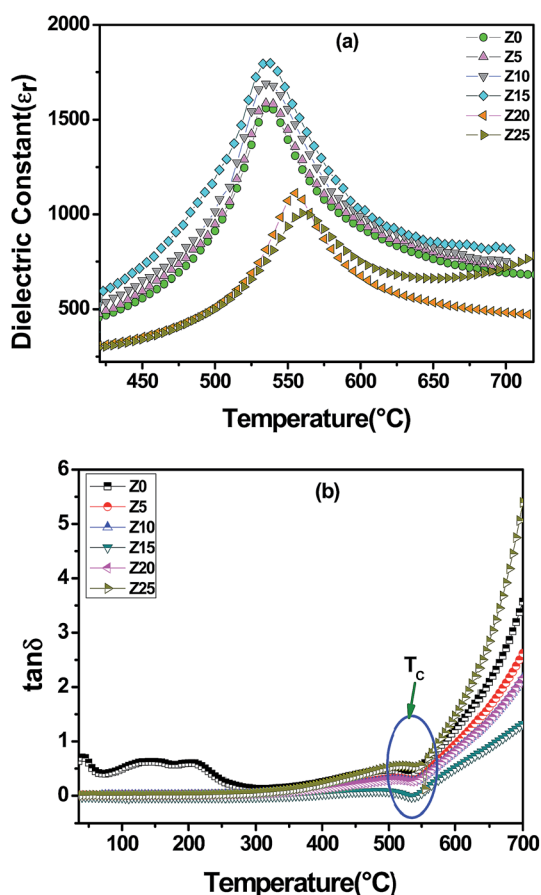 (a)
Z0
Z5
Z10
Z15
Z20
Z25
2000
1500
1000
500
Dielectric Constant(εr)
450 500 550 600 650 700
Temperature(°C)
(b)
Z0
Z5
Z10
Z15
Z20
Z25
6
5
4
3
2
1
0
tanδ
TC
100 200 300 400 500 600 700
Temperature(°C)